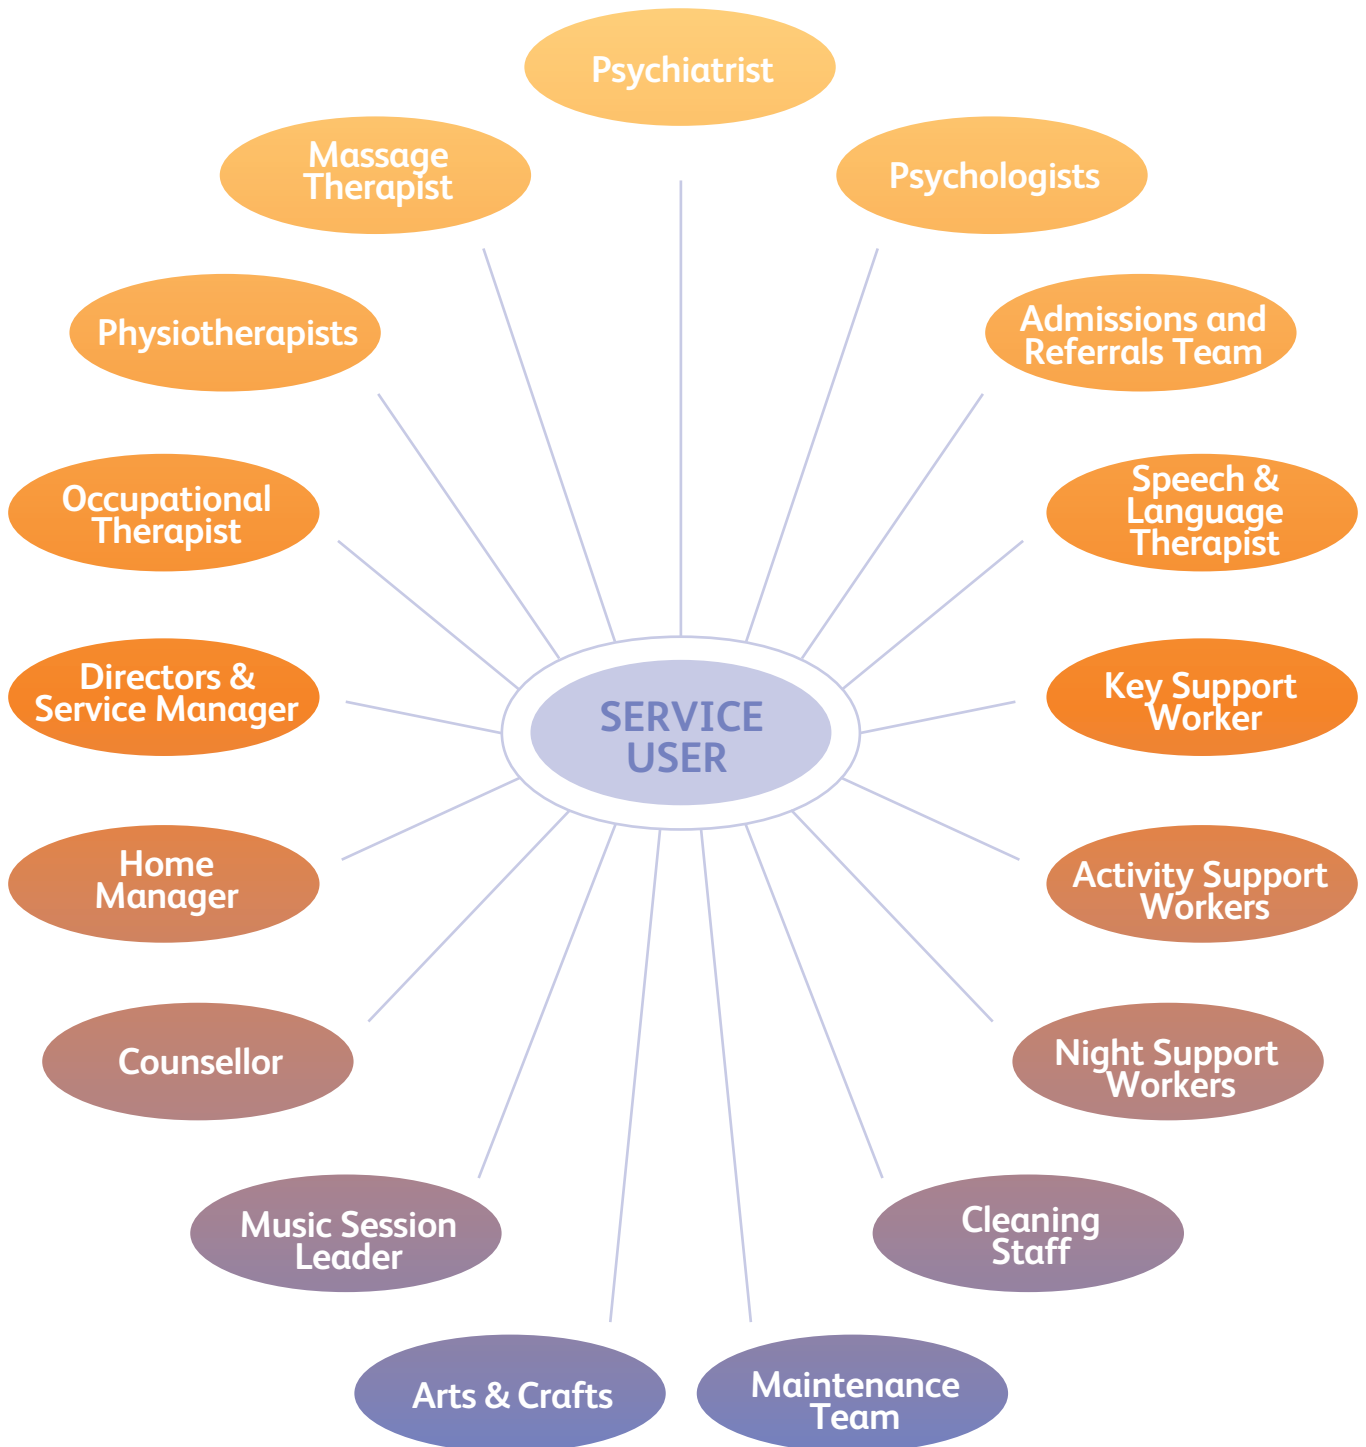 Psychiatrist
Massage
Therapist
Psychologists
Physiotherapists
Admissions and
Referrals Team
Occupational
Therapist
Speech &
Language
Therapist
Directors &
Service Manager
SERVICE
USER
Key Support
Worker
Home
Manager
Activity Support
Workers
Counsellor
Night Support
Workers
Music Session
Leader
Cleaning
Staff
Arts & Crafts
Maintenance
Team